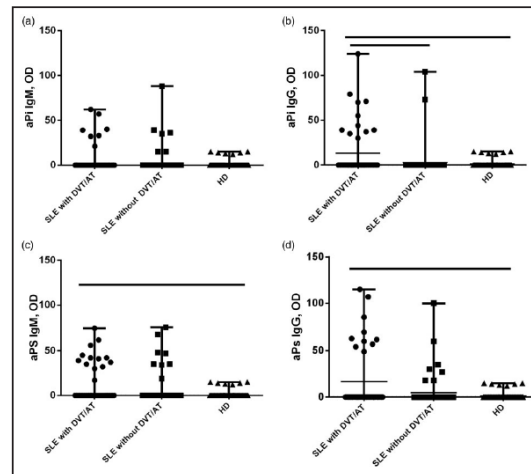 (a)
(b)
150
100
50
0
aPi IgM, OD
SLE with DVT/AT
SLE without DVT/AT
HD
150
100
50
0
aPi IgG, OD
SLE with DVT/AT
SLE without DVT/AT
HD
(c)
(d)
150
100
50
0
aPS IgM, OD
SLE with DVT/AT
SLE without DVT/AT
HD
150
100
50
0
aPs IgG, OD
SLE with DVT/AT
SLE without DVT/AT
HD